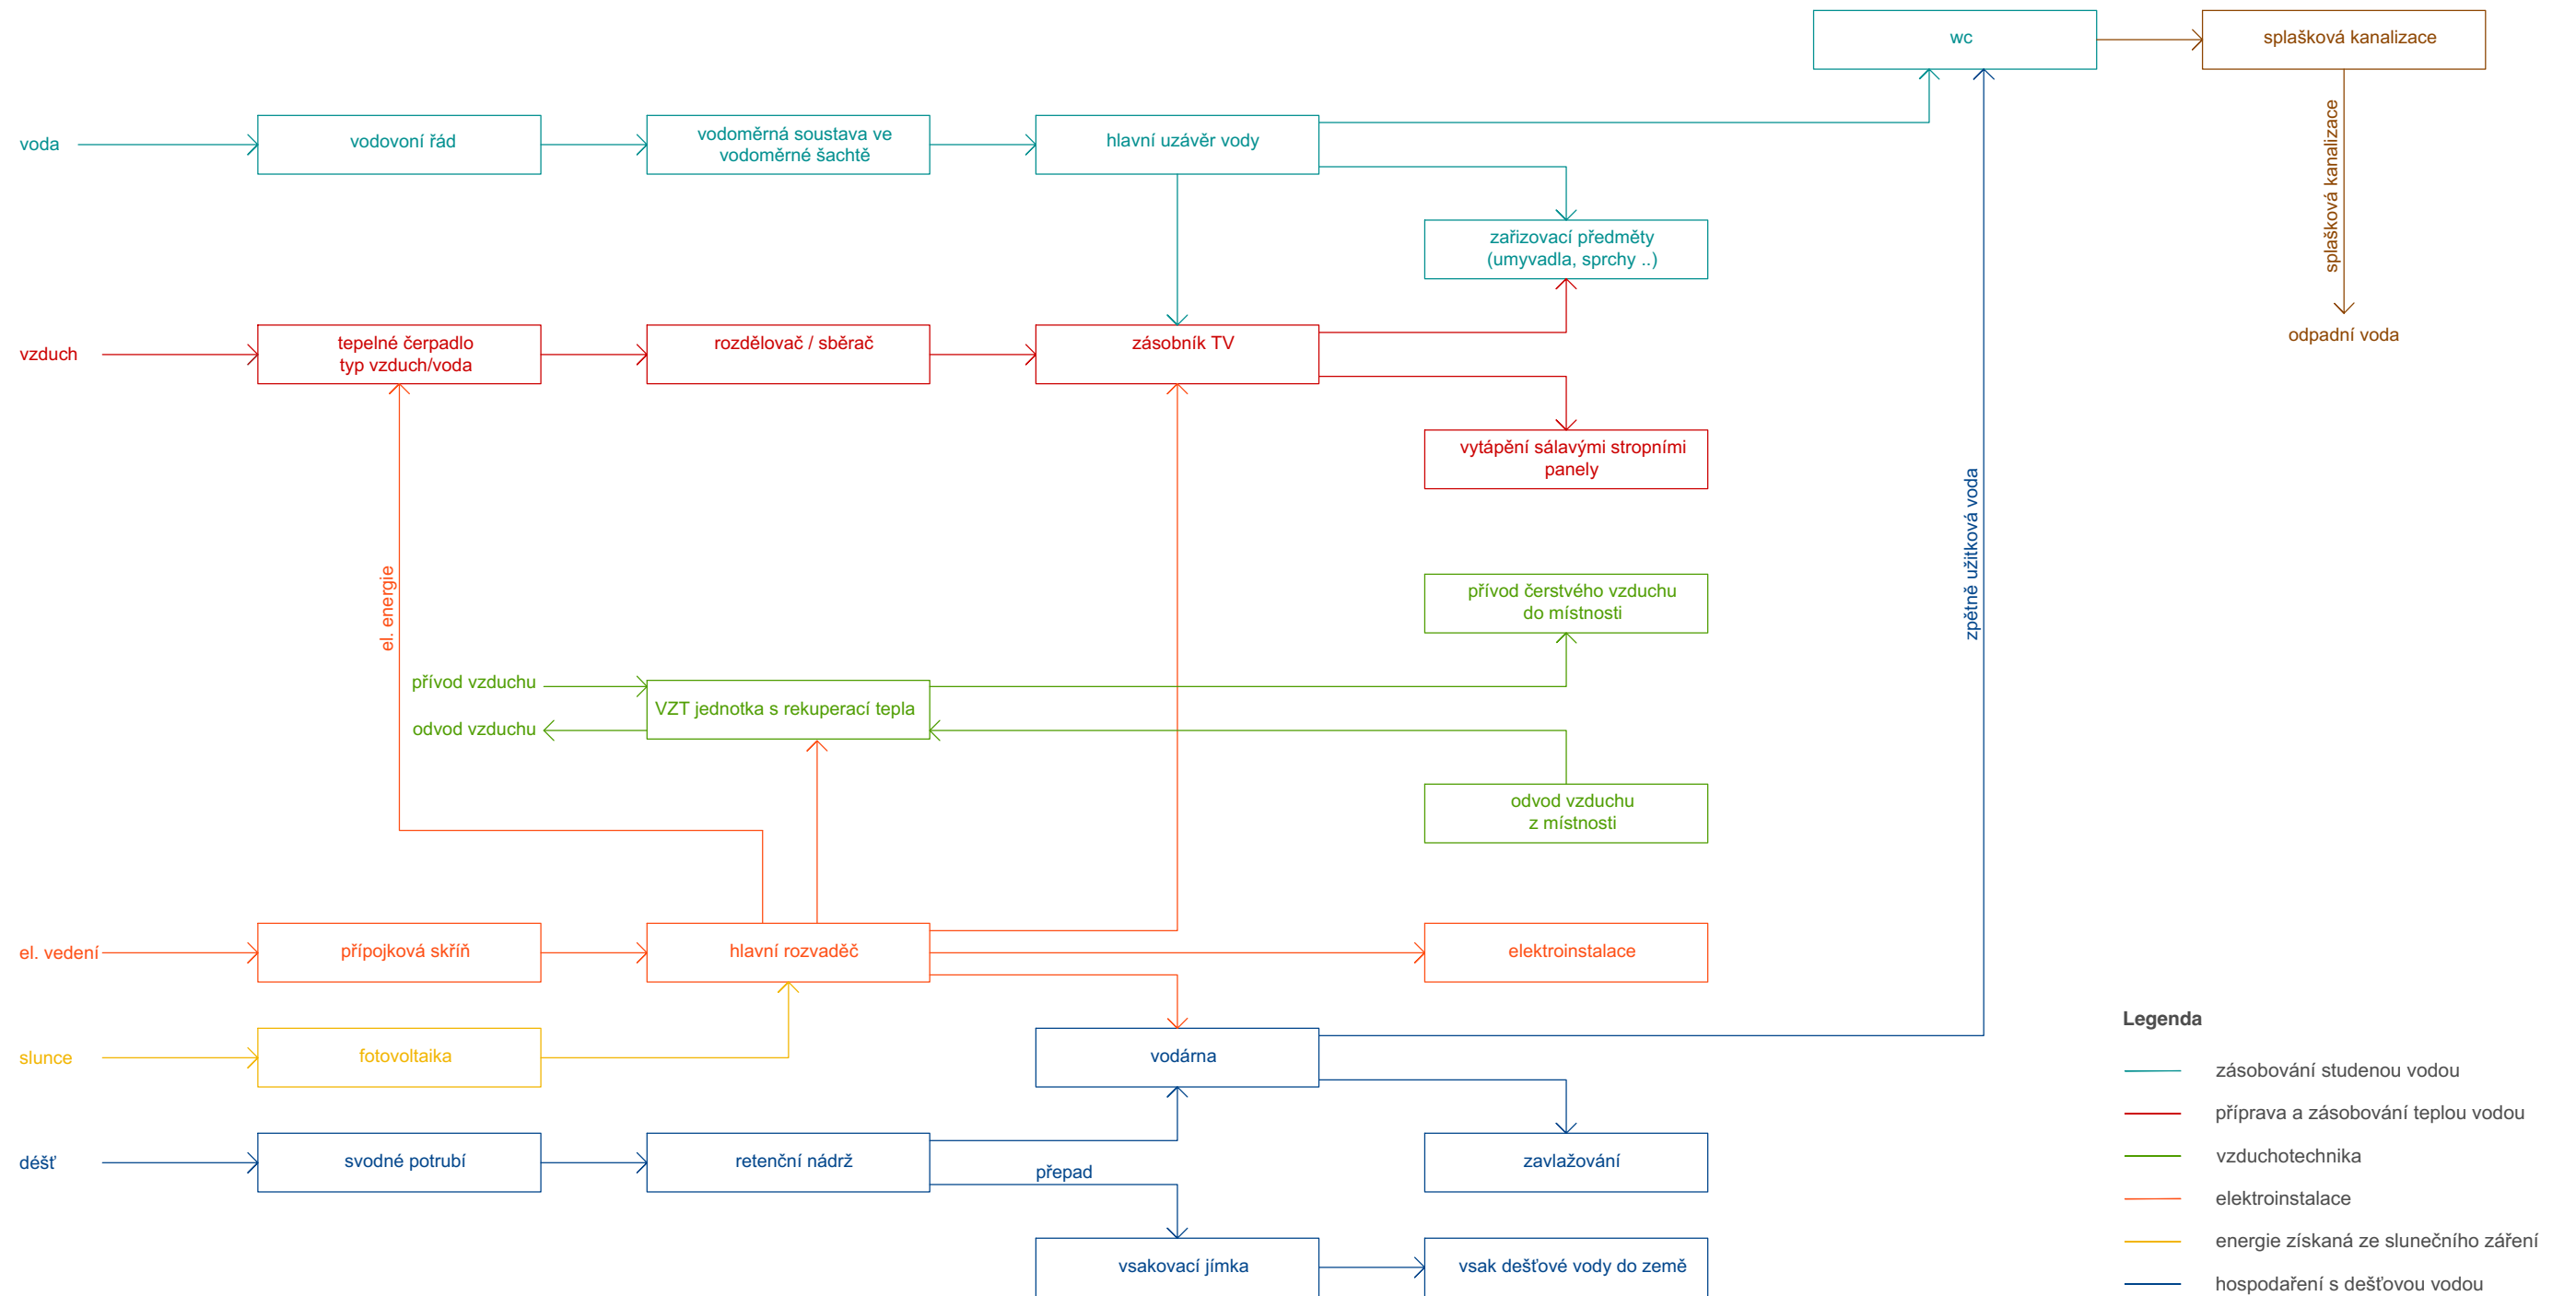 wc
splašková kanalizace
voda
vodovoní řád
vodoměrná soustava ve
vodoměrné šachtě
hlavní uzávěr vody
splašková kanalizace
zařizovací předměty
(umyvadla, sprchy ..)
vzduch
tepelné čerpadlo
typ vzduch/voda
rozdělovač / sběrač
zásobník TV
odpadní voda
vytápění sálavými stropními
panely
zpětně užitková voda
el. energie
přívod čerstvého vzduchu
do místnosti
přívod vzduchu
odvod vzduchu
VZT jednotka s rekuperací tepla
odvod vzduchu
z místnosti
el. vedení
přípojková skříň
hlavní rozvaděč
elektroinstalace
slunce
fotovoltaika
vodárna
déšť
svodné potrubí
retenční nádrž
přepad
zavlažování
vsakovací jímka
vsak dešťové vody do země
Legenda
zásobování studenou vodou
příprava a zásobování teplou vodou
vzduchotechnika
elektroinstalace
energie získaná ze slunečního záření
hospodaření s dešťovou vodou